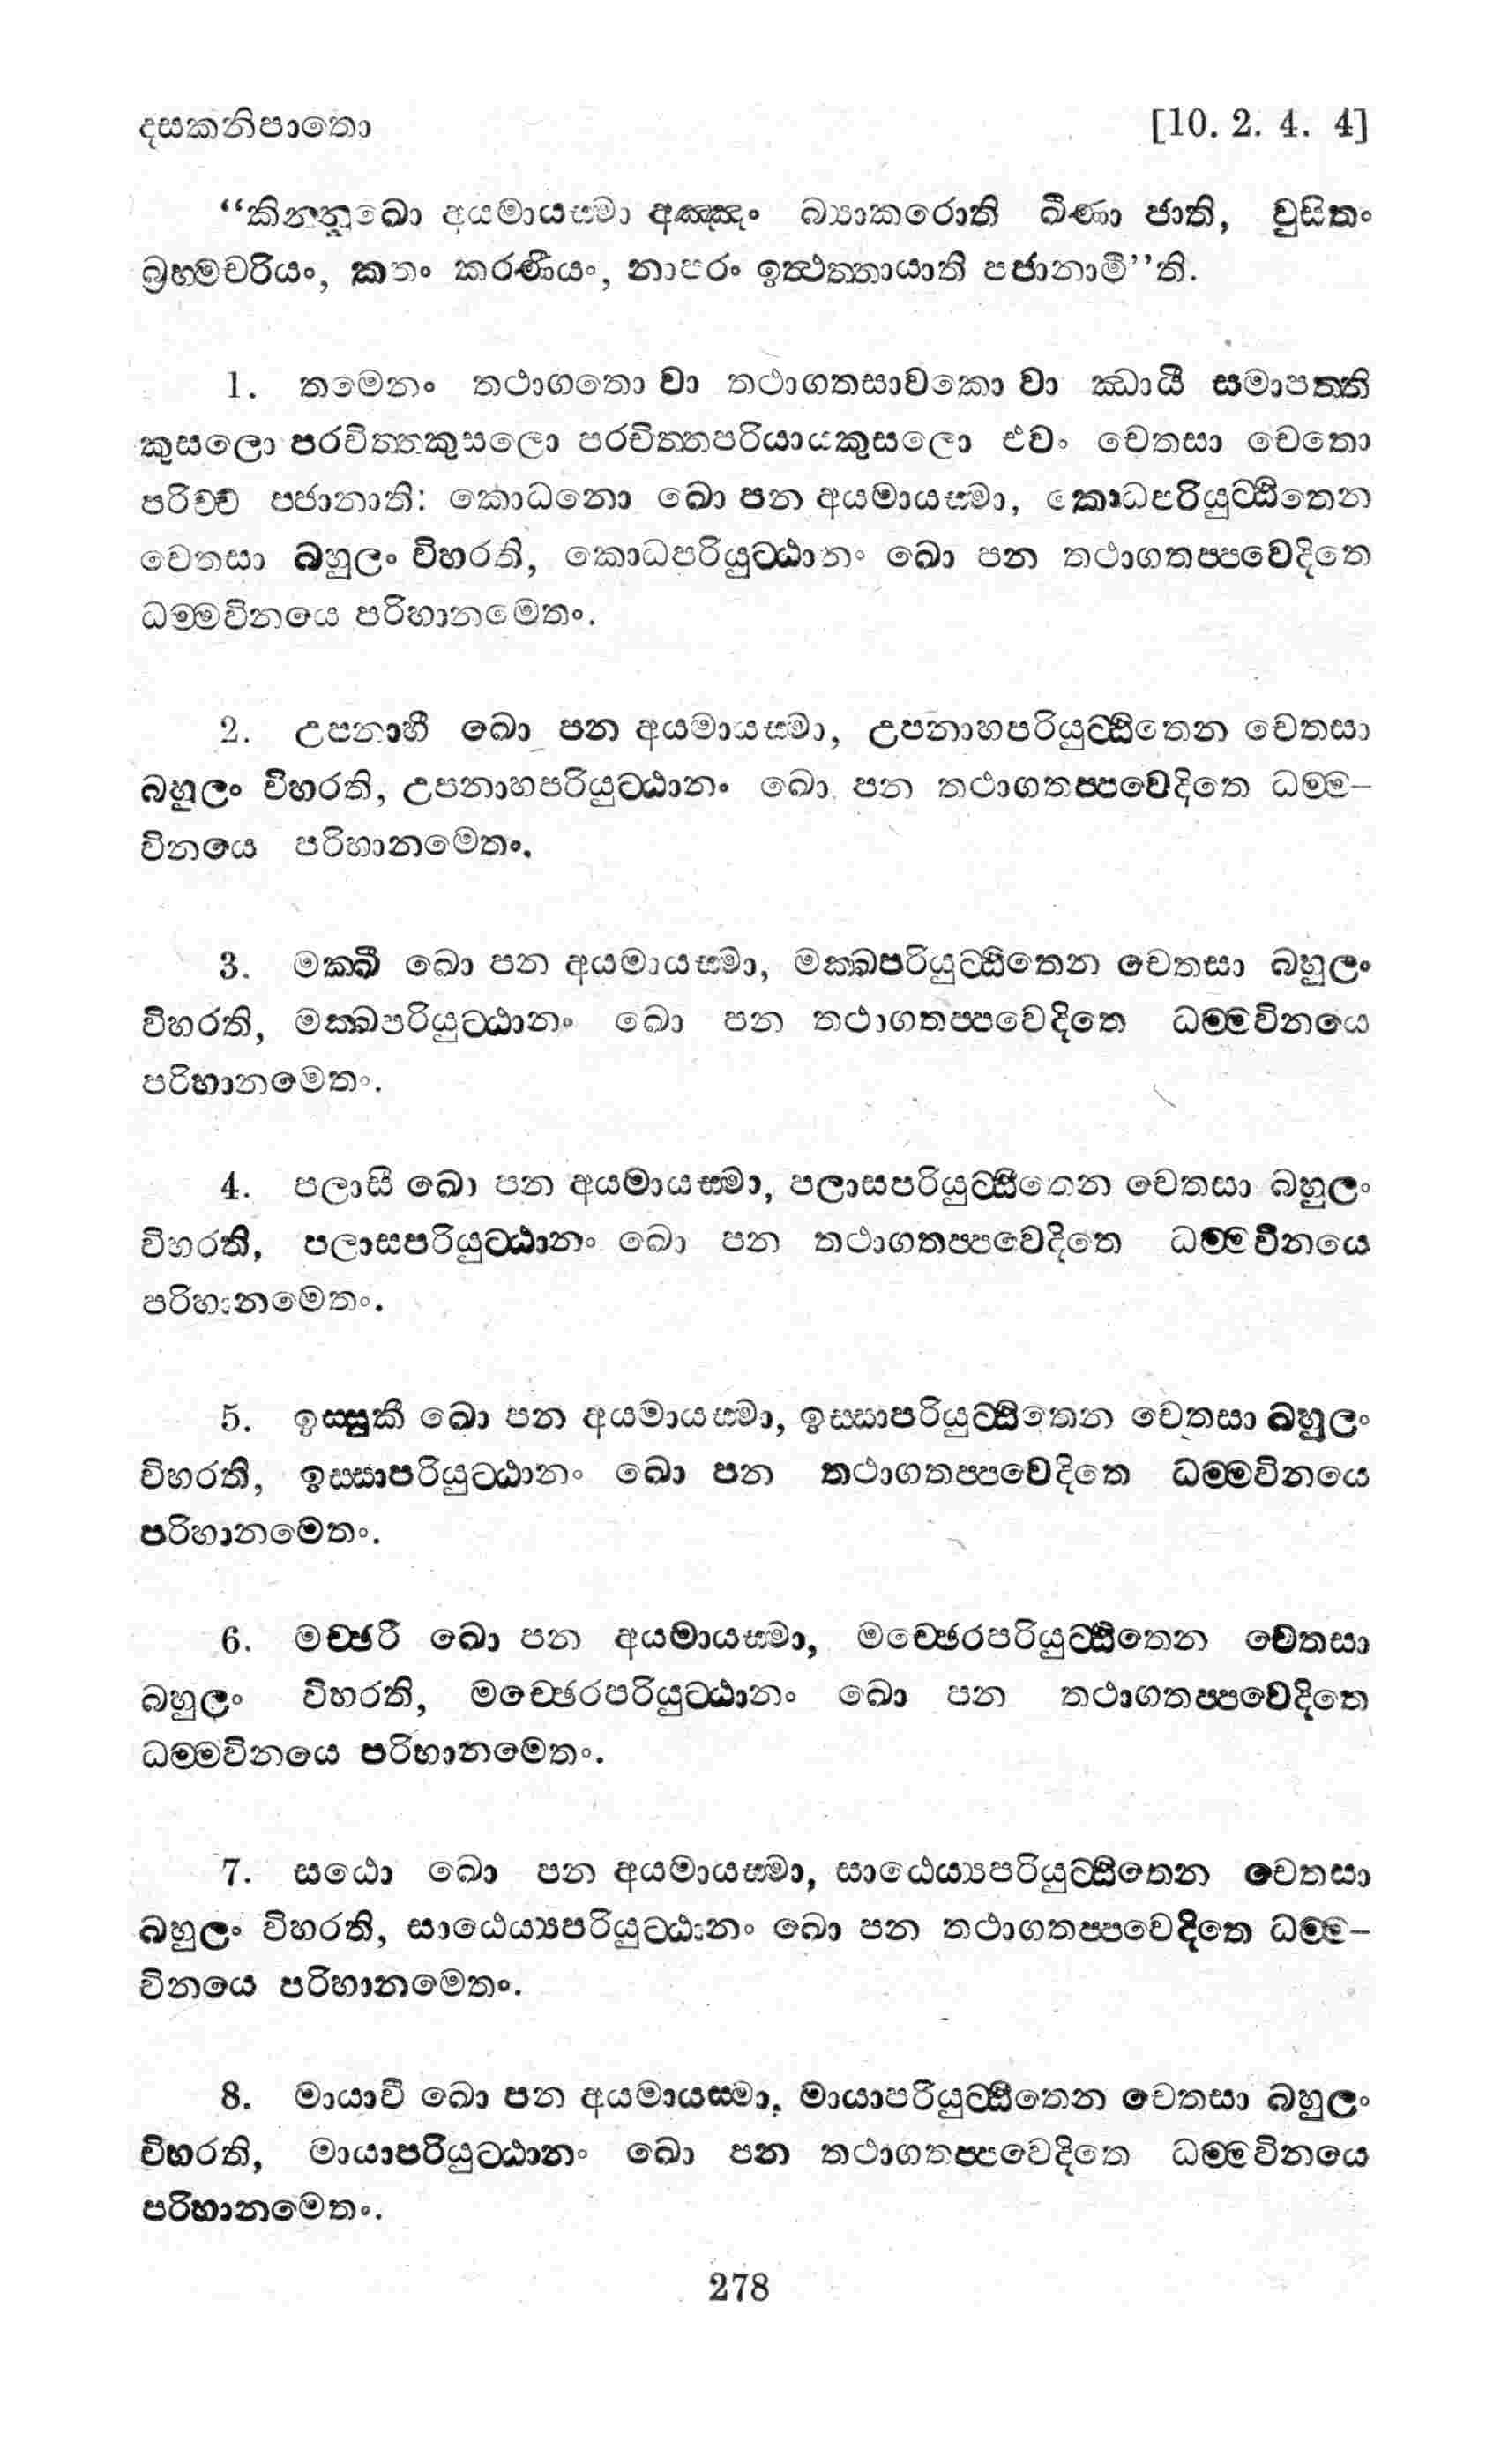 දසකනිපාතො [10. 2. 4. 4]
“කින්නුඛො අයමායස්මා අඤ්ඤං බ්‍යාකරොති ඛීණා ජාති, වුසිතං
බ්‍රහ්මචරියං, කතං කරණීයං, නාපරං ඉත්ථත්තායාති පජානාමී”ති.
1. තමෙනං තථාගතො වා තථාගතසාවකො වා ඣායී සමාපත්ති
කුසලො පරචිත්තකුසලො පරචිත්තපරියායකුසලො එවං චෙතසා චෙතො
පරිච්ච පජානාති: කොධනො ඛො පන අයමායස්මා, කොධපරියුට්ඨිතෙන
චෙතසා බහුලං විහරති, කොධපරියුට්ඨානං ඛො පන තථාගතප්පවෙදිතෙ
ධම්මවිනයෙ පරිහානමෙතං.
2. උපනාහී ඛො පන අයමායස්මා, උපනාහපරියුට්ඨිතෙන චෙතසා
බහුලං විහරති, උපනාහපරියුට්ඨානං ඛො පන තථාගතප්පවෙදිතෙ ධම්ම–
විනයෙ පරිහානමෙතං.
3. මක්ඛී ඛො පන අයමායස්මා, මක්ඛපරියුට්ඨිතෙන චෙතසා බහුලං
විහරති, මක්ඛපරියුට්ඨානං ඛො පන තථාගතප්පවෙදිතෙ ධම්මවිනයෙ
පරිහානමෙතං.
4. පලාසී ඛො පන අයමායස්මා, පලාසපරියුට්ඨිතෙන චෙතසා බහුලං
විහරති, පලාසපරියුට්ඨානං ඛො පන තථාගතප්පවෙදිතෙ ධම්මවිනයෙ
පරිහානමෙතං.
5. ඉස්සුකී ඛො පන අයමායස්මා, ඉස්සාපරියුට්ඨිතෙන චෙතසා බහුලං
විහරති, ඉස්සාපරියුට්ඨානං ඛො පන තථාගතප්පවෙදිතෙ ධම්මවිනයෙ
පරිහානමෙතං.
6. මච්ඡරී ඛො පන අයමායස්මා, මච්ඡෙරපරියුට්ඨිතෙන චෙතසා
බහුලං විහරති, මච්ඡෙරපරියුට්ඨානං ඛො පන තථාගතප්පවෙදිතෙ
ධම්මවිනයෙ පරිහානමෙතං.
7. සඨො ඛො පන අයමායස්මා, සාඨෙය්‍යපරියුට්ඨිතෙන චෙතසා
බහුලං විහරති, සාඨෙය්‍යපරියුට්ඨානං ඛො පන තථාගතප්පවෙදිතෙ ධම්ම–
විනයෙ පරිහානමෙතං.
8. මායාවී ඛො පන අයමායස්මා, මායාපරියුට්ඨිතෙන චෙතසා බහුලං
විහරති, මායාපරියුට්ඨානං ඛො පන තථාගතප්පවෙදිතෙ ධම්මවිනයෙ
පරිහානමෙතං.
278